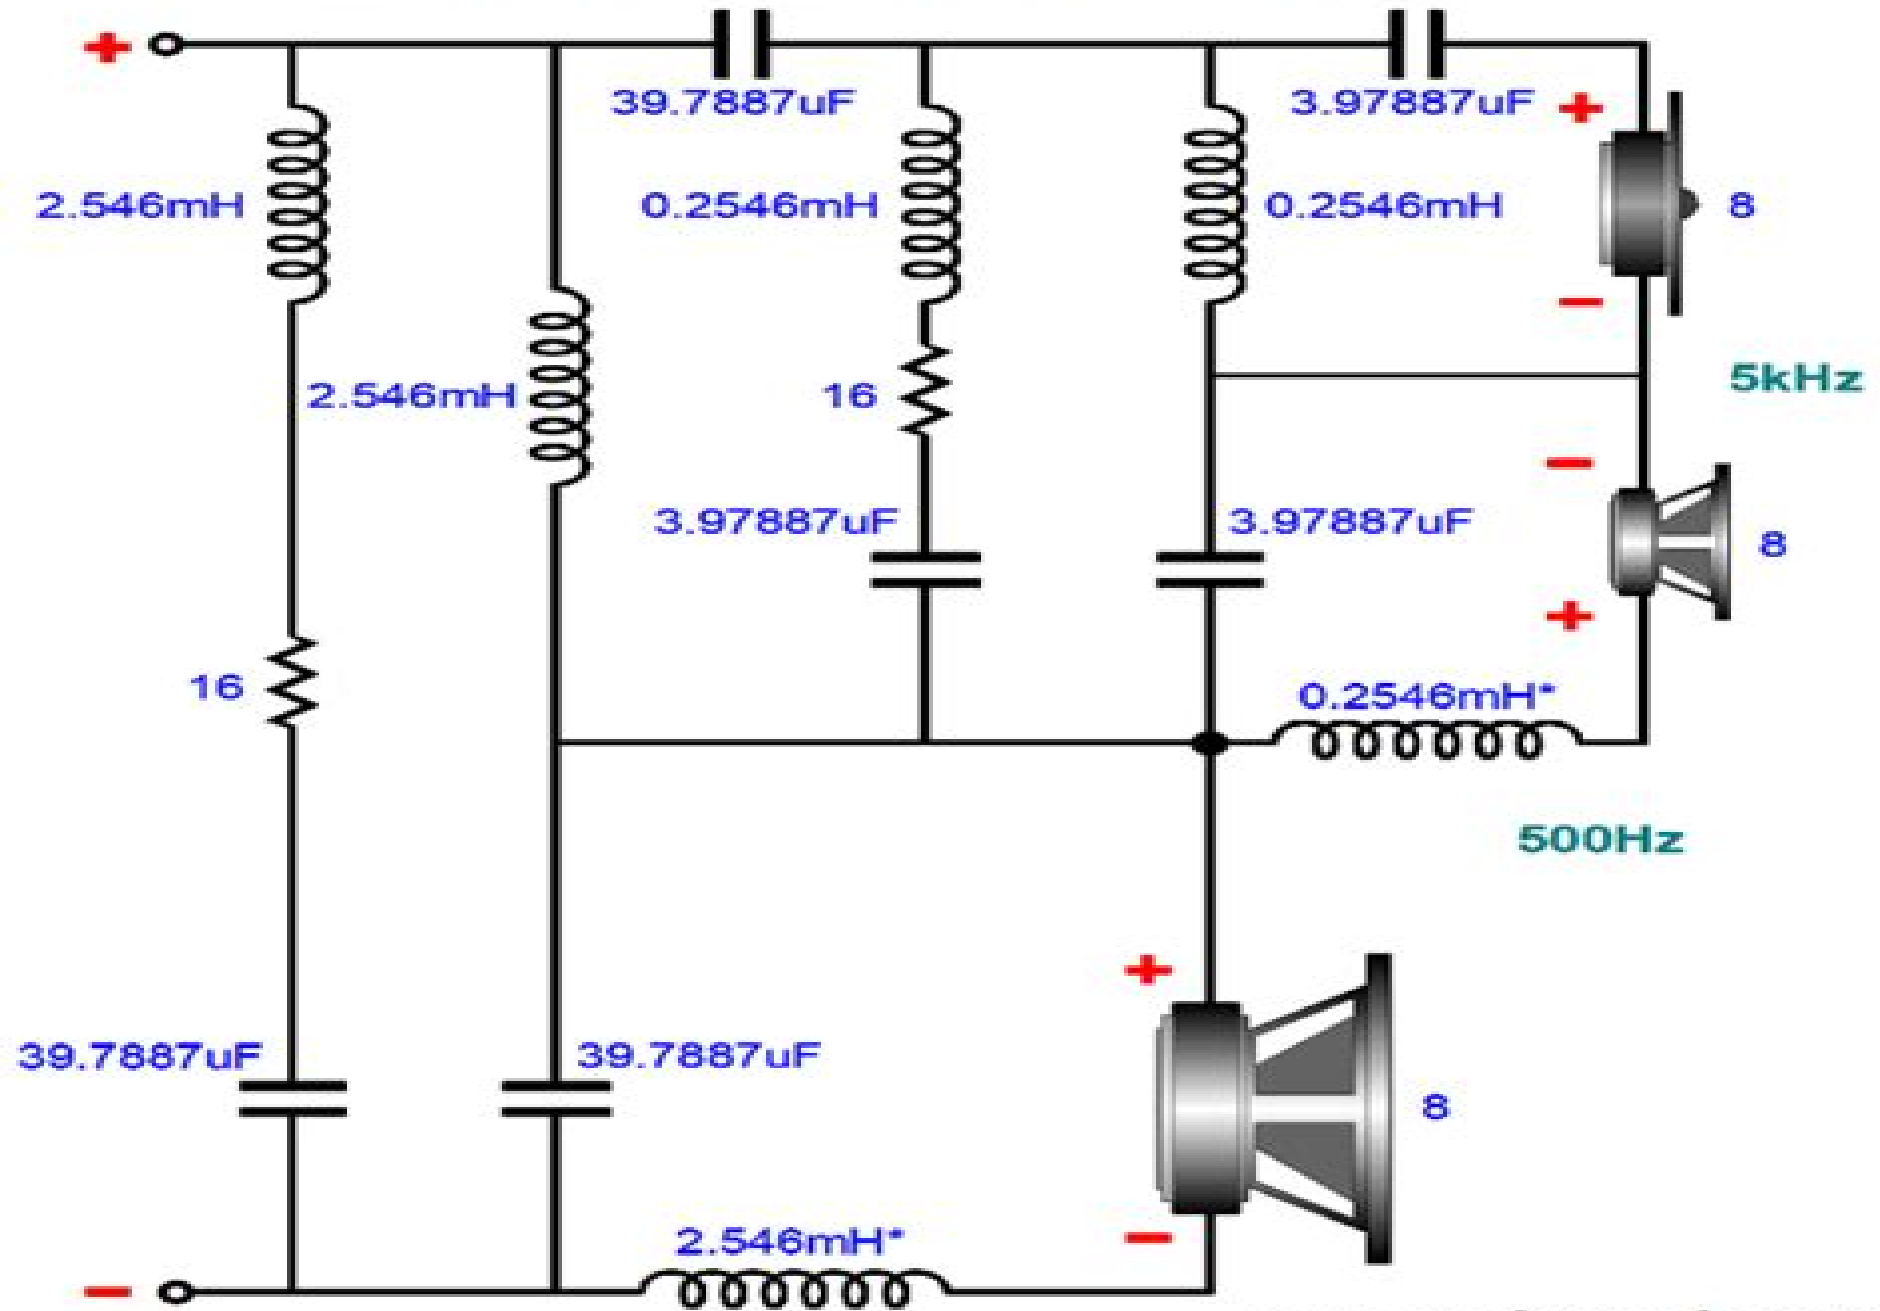 +
39.7887uF
3.97887uF
+
2.546mH
0.2546mH
0.2546mH
8
−
5kHz
2.546mH
16
−
3.97887uF
3.97887uF
8
+
16
0.2546mH*
500Hz
+
39.7887uF
39.7887uF
8
2.546mH*
−
−